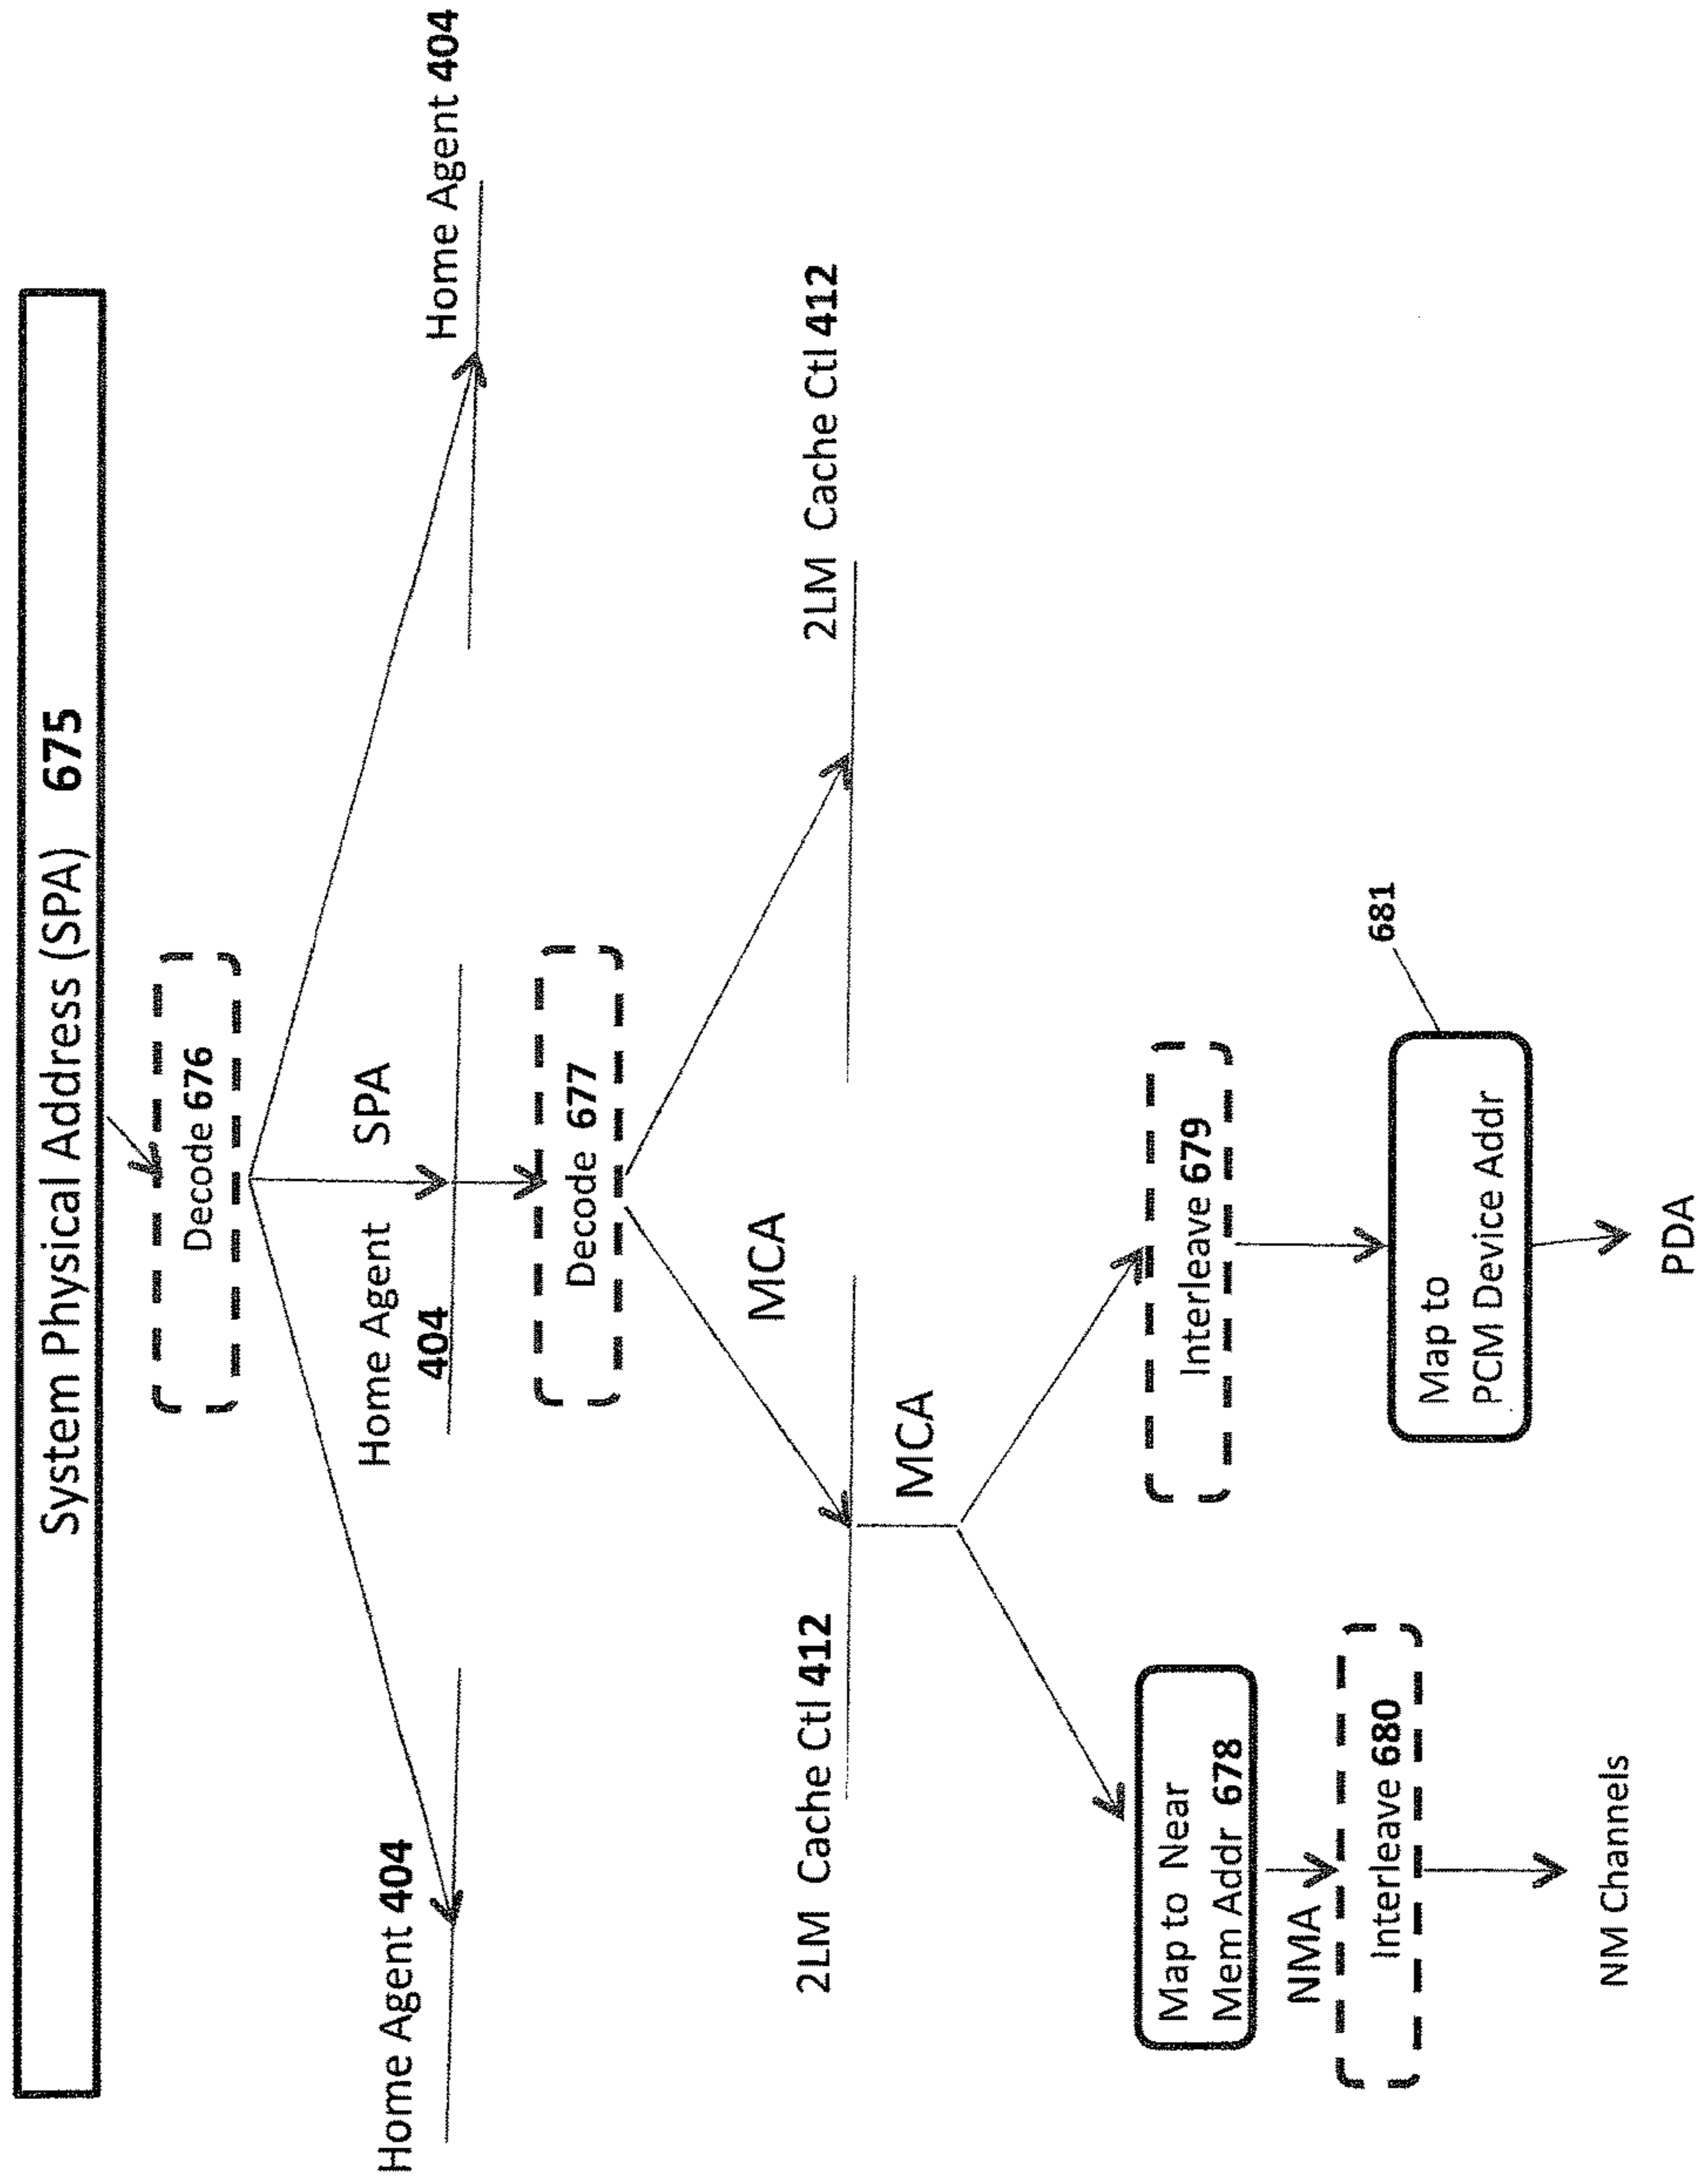 System Physical Address (SPA) 675
Decode 676
Home Agent 404
Home Agent
404
SPA
Home Agent 404
Decode 677
MCA
2LM Cache Ctl 412
2LM Cache Ctl 412
MCA
Map to Near
Mem Addr 678
Interleave 679
NMA
Interleave 680
681
Map to
PCM Device Addr
NM Channels
PDA